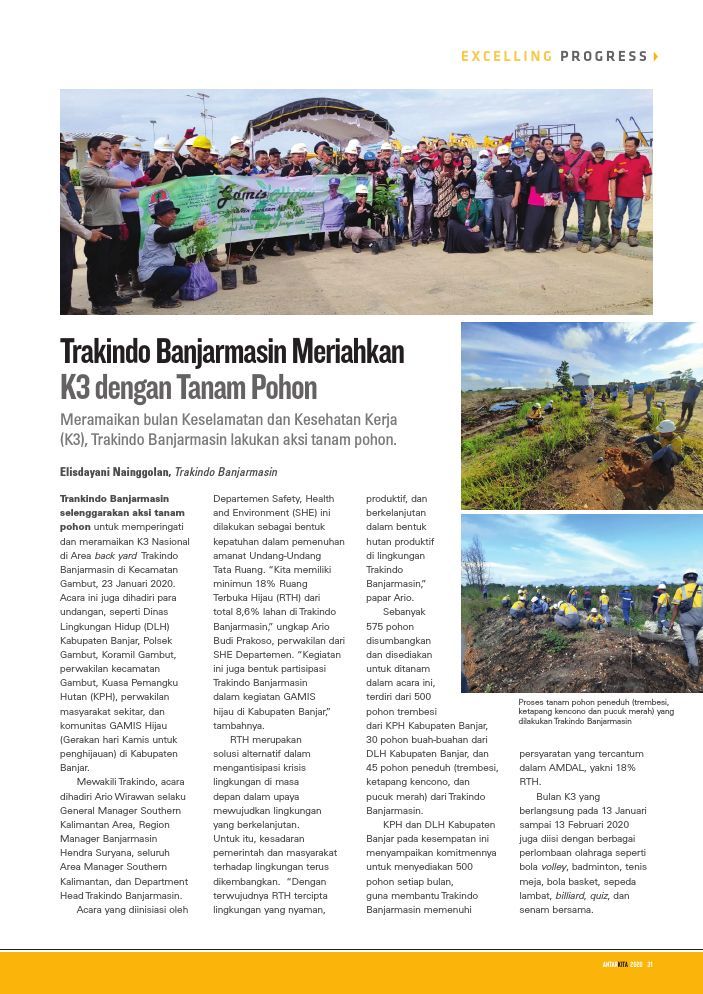 EXCELLING PROGRESS
Gamis Hijau
Trakindo Banjarmasin Meriahkan
K3 dengan Tanam Pohon
Meramaikan bulan Keselamatan dan Kesehatan Kerja
(K3), Trakindo Banjarmasin lakukan aksi tanam pohon.
Elisdayani Nainggolan, Trakindo Banjarmasin
Trankindo Banjarmasin
selenggarakan aksi tanam
pohon untuk memperingati
dan meramaikan K3 Nasional
di Area back yard Trakindo
Banjarmasin di Kecamatan
Gambut, 23 Januari 2020.
Acara ini juga dihadiri para
undangan, seperti Dinas
Lingkungan Hidup (DLH)
Kabupaten Banjar, Polsek
Gambut, Koramil Gambut,
perwakilan kecamatan
Gambut, Kuasa Pemangku
Hutan (KPH), perwakilan
masyarakat sekitar, dan
komunitas GAMIS Hijau
(Gerakan hari Kamis untuk
penghijauan) di Kabupaten
Banjar.
Mewakili Trakindo, acara
dihadiri Ario Wirawan selaku
General Manager Southern
Kalimantan Area, Region
Manager Banjarmasin
Hendra Suryana, seluruh
Area Manager Southern
Kalimantan, dan Department
Head Trakindo Banjarmasin.
Acara yang diinisiasi oleh
Departemen Safety, Health
and Environment (SHE) ini
dilakukan sebagai bentuk
kepatuhan dalam pemenuhan
amanat Undang-Undang
Tata Ruang. “Kita memiliki
minimun 18% Ruang
Terbuka Hijau (RTH) dari
total 8,6% lahan di Trakindo
Banjarmasin,” ungkap Ario
Budi Prakoso, perwakilan dari
SHE Departemen. “Kegiatan
ini juga bentuk partisipasi
Trakindo Banjarmasin
dalam kegiatan GAMIS
hijau di Kabupaten Banjar,”
tambahnya.
RTH merupakan
solusi alternatif dalam
mengantisipasi krisis
lingkungan di masa
depan dalam upaya
mewujudkan lingkungan
yang berkelanjutan.
Untuk itu, kesadaran
pemerintah dan masyarakat
terhadap lingkungan terus
dikembangkan. “Dengan
terwujudnya RTH tercipta
lingkungan yang nyaman,
produktif, dan
berkelanjutan
dalam bentuk
hutan produktif
di lingkungan
Trakindo
Banjarmasin,”
papar Ario.
Sebanyak
575 pohon
disumbangkan
dan disediakan
untuk ditanam
dalam acara ini,
terdiri dari 500
pohon trembesi
dari KPH Kabupaten Banjar,
30 pohon buah-buahan dari
DLH Kabupaten Banjar, dan
45 pohon peneduh (trembesi,
ketapang kencono, dan
pucuk merah) dari Trakindo
Banjarmasin.
KPH dan DLH Kabupaten
Banjar pada kesempatan ini
menyampaikan komitmennya
untuk menyediakan 500
pohon setiap bulan,
guna membantu Trakindo
Banjarmasin memenuhi
Proses tanam pohon peneduh (trembesi,
ketapang kencono dan pucuk merah) yang
dilakukan Trakindo Banjarmasin
persyaratan yang tercantum
dalam AMDAL, yakni 18%
RTH.
Bulan K3 yang
berlangsung pada 13 Januari
sampai 13 Februari 2020
juga diisi dengan berbagai
perlombaan olahraga seperti
bola volley, badminton, tenis
meja, bola basket, sepeda
lambat, billiard, quiz, dan
senam bersama.
ANTARKITA 2020 31